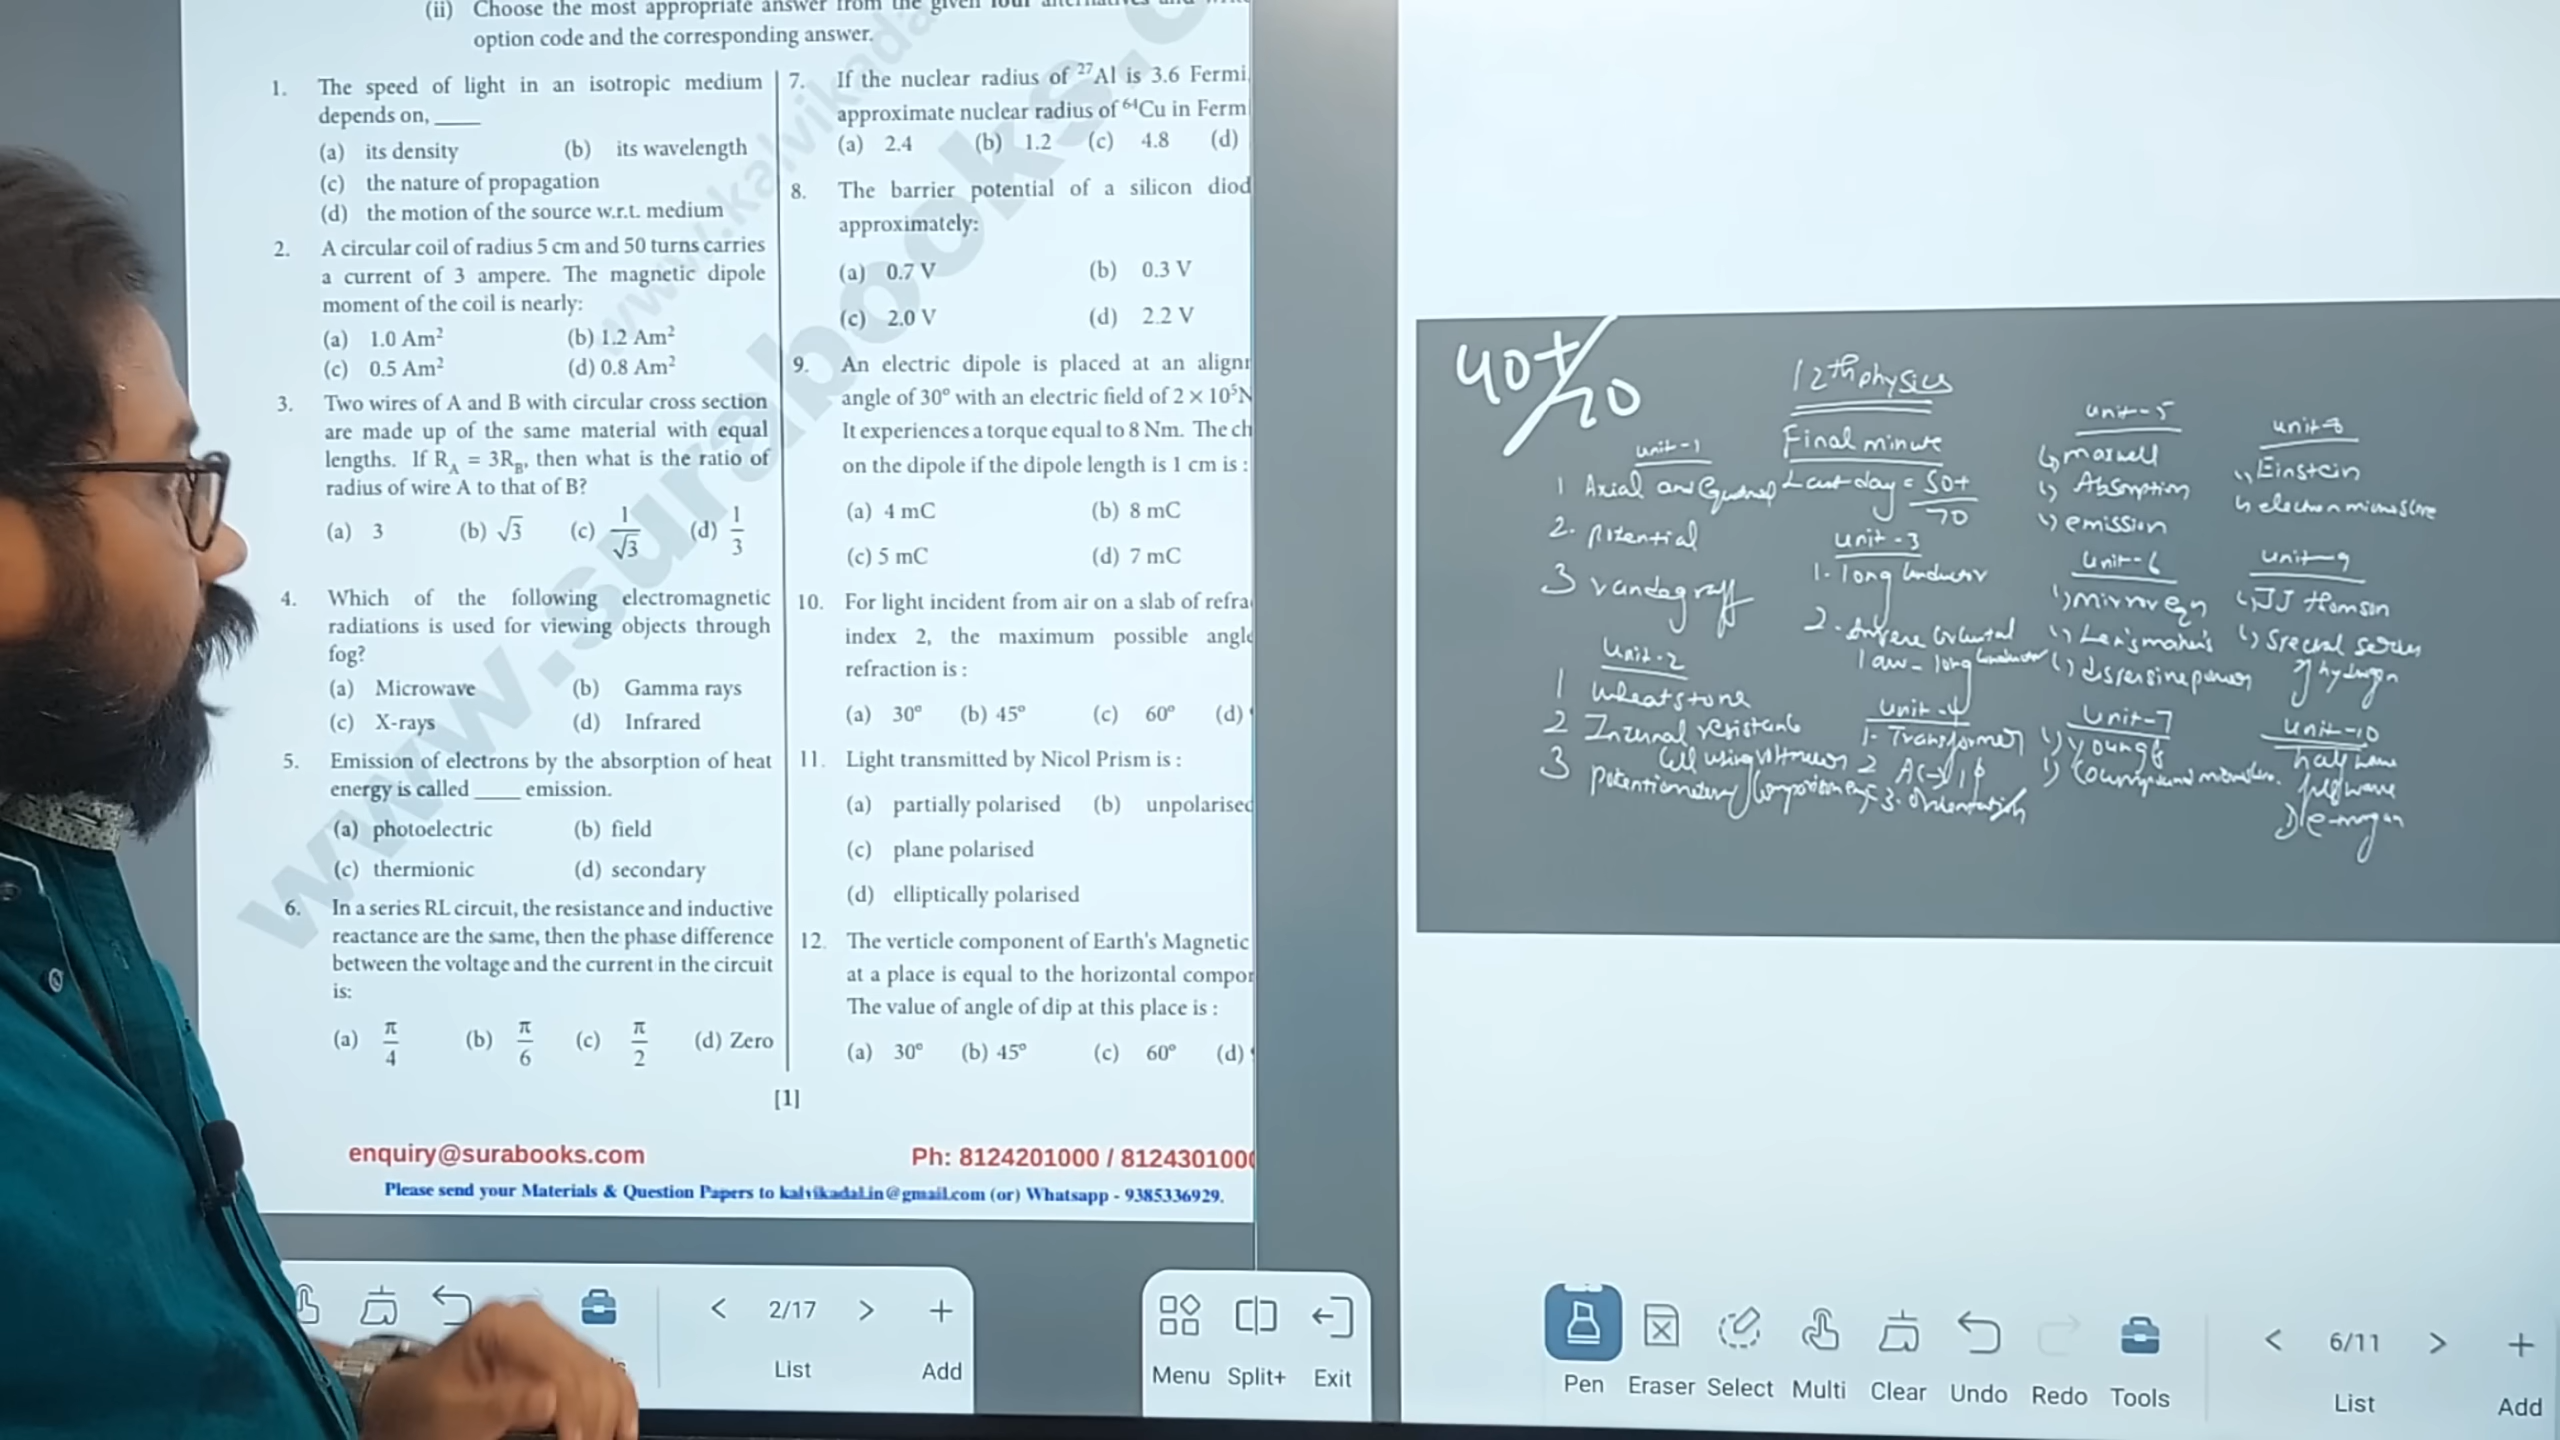 (ii) Choose the most appropriate answer from the given four alternatives and
option code and the corresponding answer.
1. The speed of light in an isotropic medium
depends on, ____
(a) its density (b) its wavelength
(c) the nature of propagation
(d) the motion of the source w.r.t. medium
2. A circular coil of radius 5 cm and 50 turns carries
a current of 3 ampere. The magnetic dipole
moment of the coil is nearly:
(a) 1.0 Am² (b) 1.2 Am²
(c) 0.5 Am² (d) 0.8 Am²
3. Two wires of A and B with circular cross section
are made up of the same material with equal
lengths. If R_A = 3R_B, then what is the ratio of
radius of wire A to that of B?
(a) 3 (b) √3 (c) 1/√3 (d) 1/3
4. Which of the following electromagnetic
radiations is used for viewing objects through
fog?
(a) Microwave (b) Gamma rays
(c) X-rays (d) Infrared
5. Emission of electrons by the absorption of heat
energy is called ____ emission.
(a) photoelectric (b) field
(c) thermionic (d) secondary
6. In a series RL circuit, the resistance and inductive
reactance are the same, then the phase difference
between the voltage and the current in the circuit
is:
(a) π/4 (b) π/6 (c) π/2 (d) Zero
7. If the nuclear radius of ²⁷Al is 3.6 Fermi,
approximate nuclear radius of ⁶⁴Cu in Ferm
(a) 2.4 (b) 1.2 (c) 4.8 (d)
8. The barrier potential of a silicon diod
approximately:
(a) 0.7 V (b) 0.3 V
(c) 2.0 V (d) 2.2 V
9. An electric dipole is placed at an alignr
angle of 30° with an electric field of 2 × 10⁵N
It experiences a torque equal to 8 Nm. The ch
on the dipole if the dipole length is 1 cm is :
(a) 4 mC (b) 8 mC
(c) 5 mC (d) 7 mC
10. For light incident from air on a slab of refra
index 2, the maximum possible angle
refraction is :
(a) 30° (b) 45° (c) 60° (d)
11. Light transmitted by Nicol Prism is :
(a) partially polarised (b) unpolarised
(c) plane polarised
(d) elliptically polarised
12. The verticle component of Earth's Magnetic
at a place is equal to the horizontal compor
The value of angle of dip at this place is :
(a) 30° (b) 45° (c) 60° (d)
[1]
enquiry@surabooks.com Ph: 8124201000 / 812430100
Please send your Materials & Question Papers to kalvikadal.in@gmail.com (or) Whatsapp - 9385336929.
www.surabooks.c
www.kalvikada
2/17
List Add
Menu Split+ Exit
40+/70
12th physics
Final minute
Last day = 50+/70
unit-1
1 Axial and
2. potential
3 vandegraff
unit-2
1 wheatstone
2 Internal
cell using voltmeter
3 potentiometer/
unit-3
1. long
2.
law - long
unit-4
1. Transformer
2
3.
unit-5
maxwell
Absorption
emission
unit-6
mirror eqn
Lensmaker's
dispersive power
unit-7
youngs
unit-8
Einstein
electron
unit-9
JJ Thomson
Spectral series
hydrogen
unit-10
half wave
full wave
Pen Eraser Select Multi Clear Undo Redo Tools
6/11
List Add